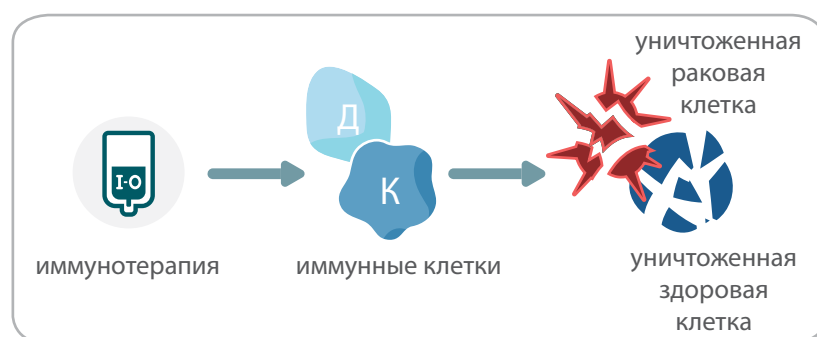 I-O
иммунотерапия
Д
К
иммунные клетки
уничтоженная
раковая
клетка
уничтоженная
здоровая
клетка